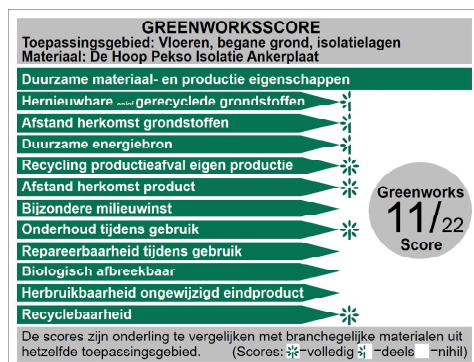 GREENWORKSSCORE
Toepassingsgebied: Vloeren, begane grond, isolatielagen
Materiaal: De Hoop Pekso Isolatie Ankerplaat
Duurzame materiaal- en productie eigenschappen
Hernieuwbare en/of gerecyclede grondstoffen
Afstand herkomst grondstoffen
Duurzame energiebron
Recycling productieafval eigen productie
Afstand herkomst product
Bijzondere milieuwinst
Onderhoud tijdens gebruik
Repareerbaarheid tijdens gebruik
Biologisch afbreekbaar
Herbruikbaarheid ongewijzigd eindproduct
Recyclebaarheid
Greenworks
11/22
Score
De scores zijn onderling te vergelijken met branchegelijke materialen uit
hetzelfde toepassingsgebied. (Scores: =volledig =deels =nihil)